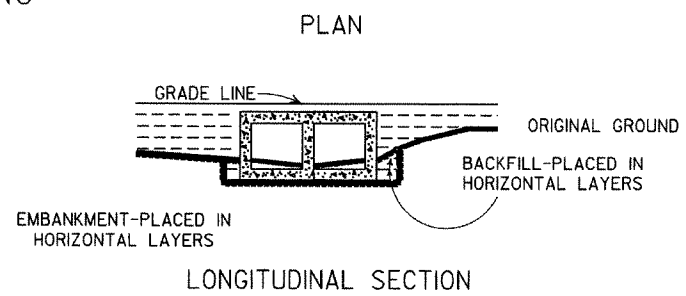 PLAN
GRADE LINE
ORIGINAL GROUND
BACKFILL-PLACED IN
HORIZONTAL LAYERS
EMBANKMENT-PLACED IN
HORIZONTAL LAYERS
LONGITUDINAL SECTION